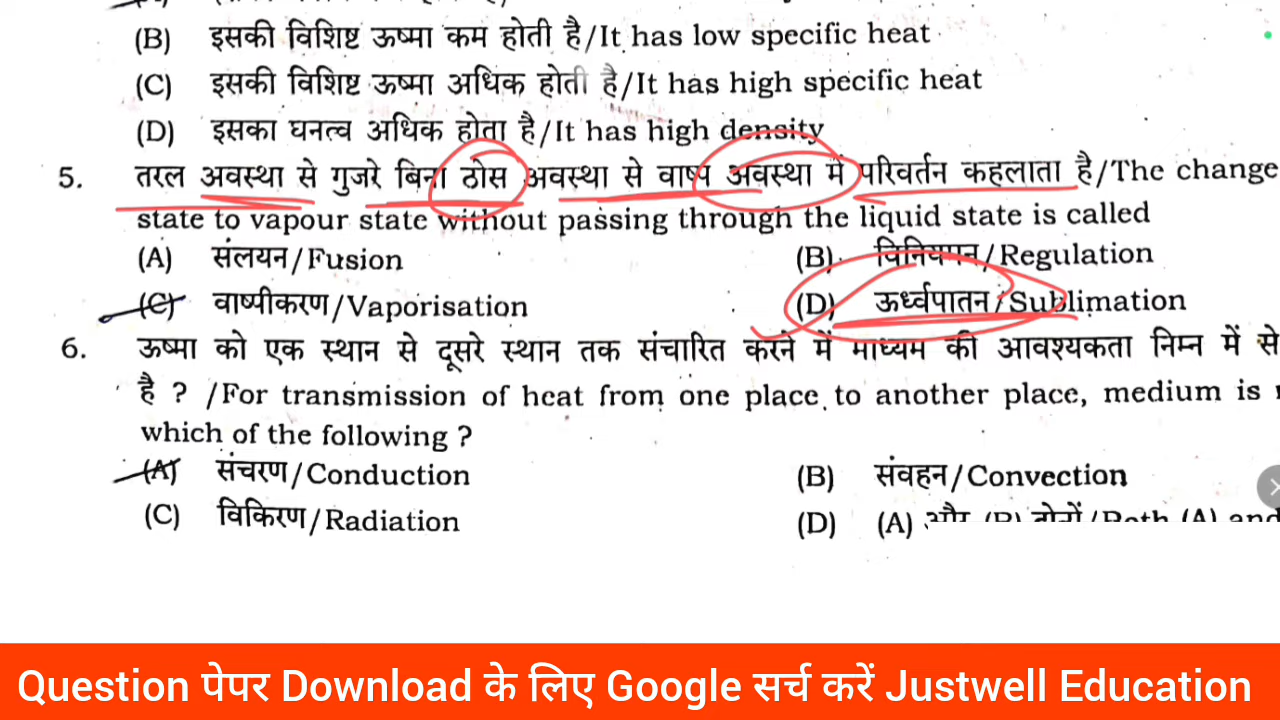 (B) इसकी विशिष्ट ऊष्मा कम होती है/It has low specific heat
(C) इसकी विशिष्ट ऊष्मा अधिक होती है/It has high specific heat
(D) इसका घनत्व अधिक होता है/It has high density
5. तरल अवस्था से गुजरे बिना ठोस अवस्था से वाष्प अवस्था में परिवर्तन कहलाता है/The change
state to vapour state without passing through the liquid state is called
(A) संलयन/Fusion (B) विनियमन/Regulation
(C) वाष्पीकरण/Vaporisation (D) ऊर्ध्वपातन/Sublimation
6. ऊष्मा को एक स्थान से दूसरे स्थान तक संचारित करने में माध्यम की आवश्यकता निम्न में से
है ? /For transmission of heat from one place to another place, medium is
which of the following ?
(A) संचरण/Conduction (B) संवहन/Convection
(C) विकिरण/Radiation (D) (A) और (B) दोनों/Both (A) and
Question पेपर Download के लिए Google सर्च करें Justwell Education